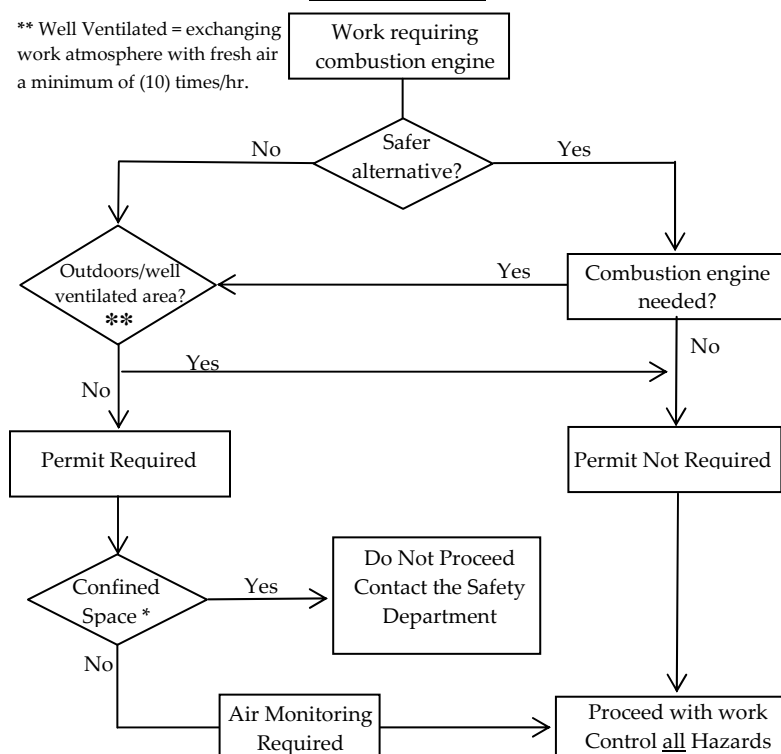 ** Well Ventilated = exchanging
work atmosphere with fresh air
a minimum of (10) times/hr.
Work requiring
combustion engine
No
Safer
alternative?
Yes
Outdoors/well
ventilated area?
**
Yes
Combustion engine
needed?
No
Yes
No
Permit Required
Permit Not Required
Confined
Space *
Yes
Do Not Proceed
Contact the Safety
Department
No
Air Monitoring
Required
Proceed with work
Control all Hazards